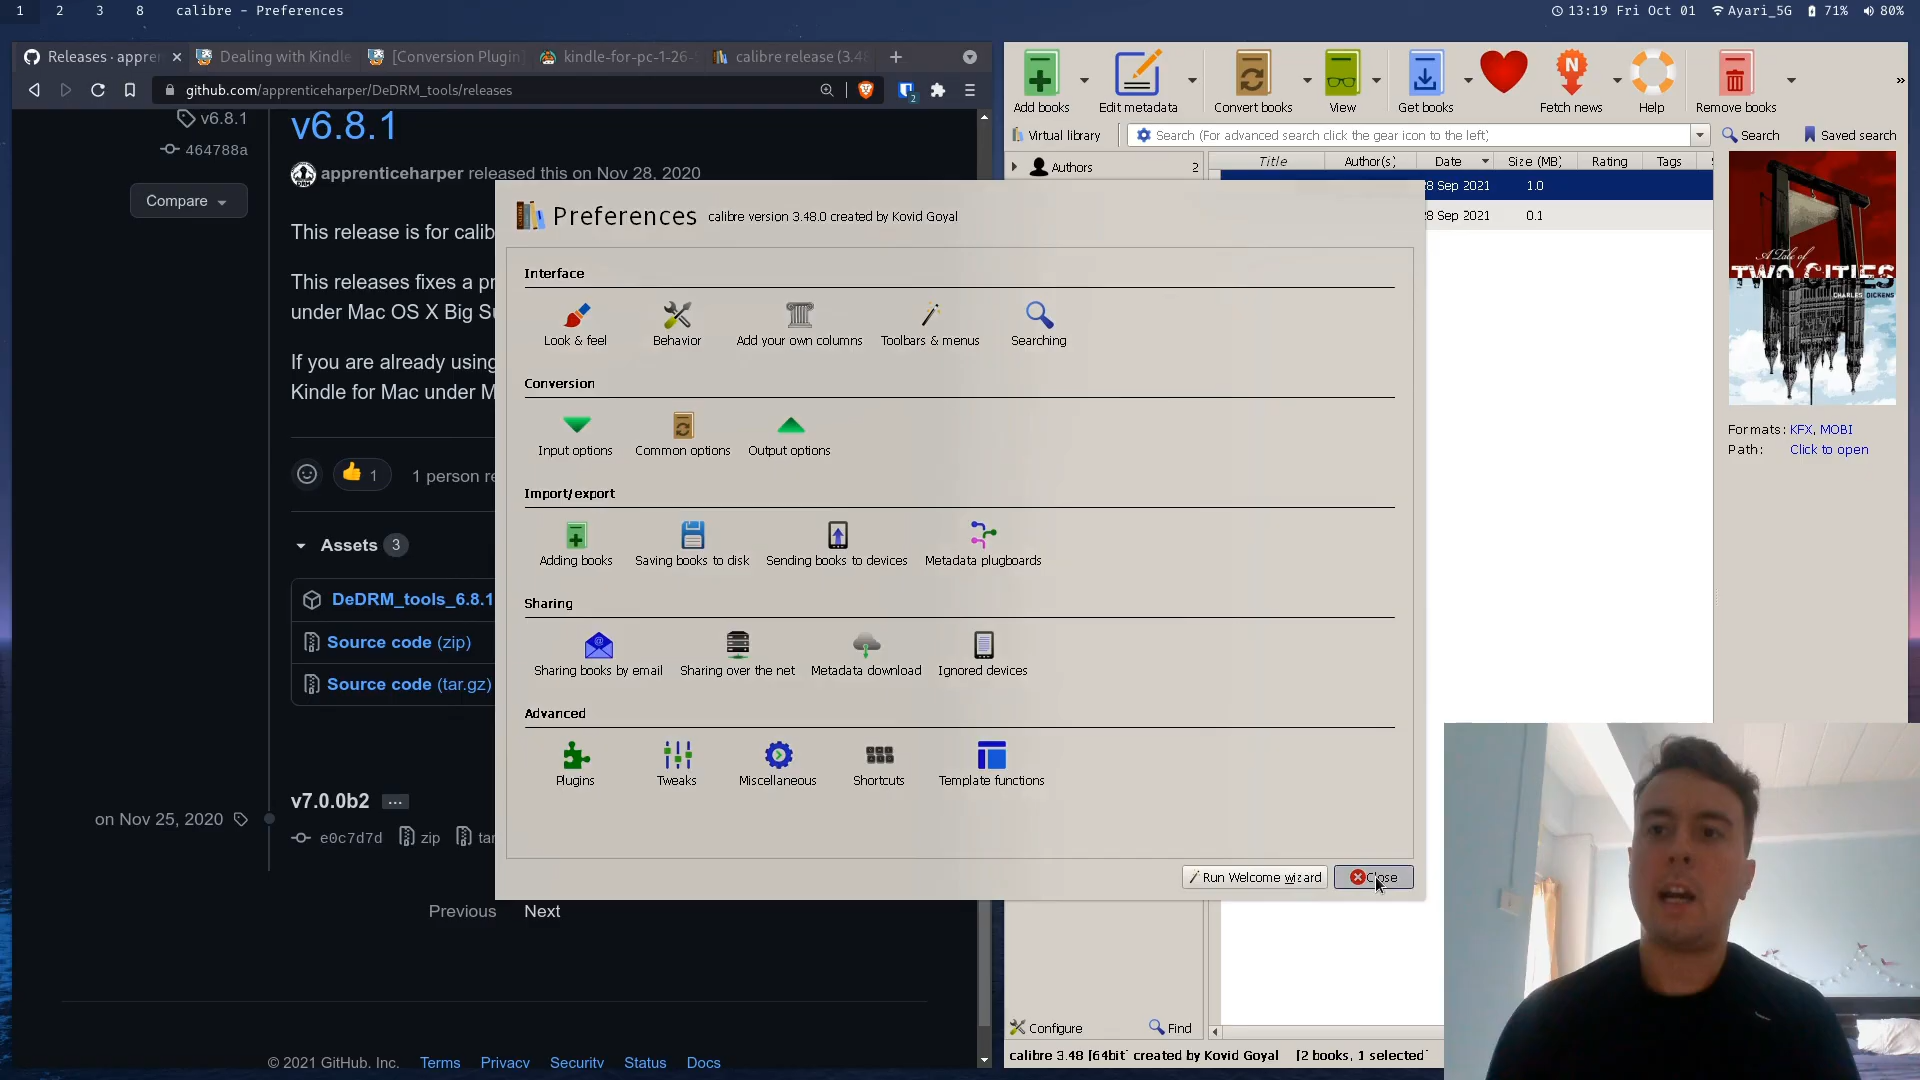 1 2 3 8 calibre - Preferences 13:19 Fri Oct 01 Ayari_5G 71% 80%
Releases · appren Dealing with Kindle [Conversion Plugin] kindle-for-pc-1-26- calibre release (3.48
github.com/apprenticeharper/DeDRM_tools/releases 2
Add books Edit metadata Convert books View Get books Fetch news Help Remove books »
Virtual library Search (For advanced search click the gear icon to the left) Search Saved search
Authors 2 Title Author(s) Date Size (MB) Rating Tags
8 Sep 2021 1.0
8 Sep 2021 0.1
v6.8.1
464788a
Compare
v6.8.1
apprenticeharper released this on Nov 28, 2020
This release is for calib
This releases fixes a pr
under Mac OS X Big Su
If you are already using
Kindle for Mac under M
👍 1 1 person re
Assets 3
DeDRM_tools_6.8.1
Source code (zip)
Source code (tar.gz)
on Nov 25, 2020
v7.0.0b2 ...
e0c7d7d zip tar
Previous Next
© 2021 GitHub, Inc. Terms Privacy Security Status Docs
Preferences calibre version 3.48.0 created by Kovid Goyal
Interface
Look & feel Behavior Add your own columns Toolbars & menus Searching
Conversion
Input options Common options Output options
Import/export
Adding books Saving books to disk Sending books to devices Metadata plugboards
Sharing
Sharing books by email Sharing over the net Metadata download Ignored devices
Advanced
Plugins Tweaks Miscellaneous Shortcuts Template functions
Run Welcome wizard Close
A Tale of
TWO CITIES
CHARLES DICKENS
Formats: KFX, MOBI
Path: Click to open
Configure Find
calibre 3.48 [64bit] created by Kovid Goyal [2 books, 1 selected]